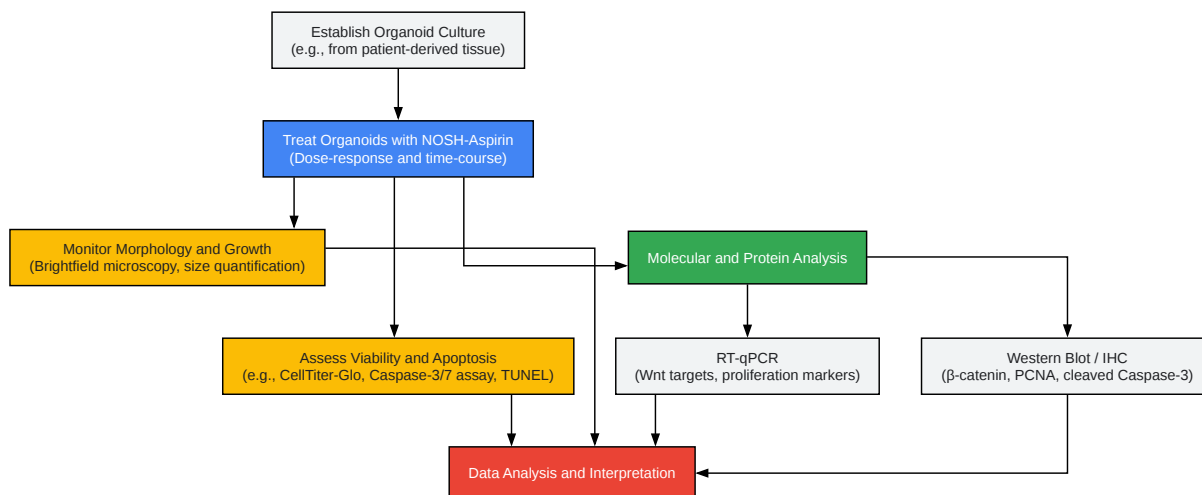 Establish Organoid Culture
(e.g., from patient-derived tissue)
Treat Organoids with NOSH-Aspirin
(Dose-response and time-course)
Monitor Morphology and Growth
(Brightfield microscopy, size quantification)
Molecular and Protein Analysis
Assess Viability and Apoptosis
(e.g., CellTiter-Glo, Caspase-3/7 assay, TUNEL)
RT-qPCR
(Wnt targets, proliferation markers)
Western Blot / IHC
(β-catenin, PCNA, cleaved Caspase-3)
Data Analysis and Interpretation